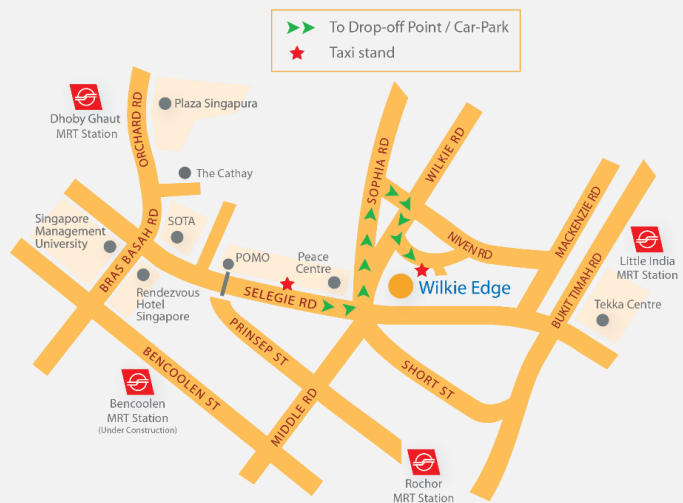 To Drop-off Point / Car-Park
Taxi stand
Dhoby Ghaut
MRT Station
ORCHARD RD
Plaza Singapura
The Cathay
SOPHIA RD
WILKIE RD
NIVEN RD
MACKENZIE RD
Little India
MRT Station
BUKIT TIMAH RD
Tekka Centre
Singapore
Management
University
BRAS BASAH RD
SOTA
Rendezvous
Hotel
Singapore
POMO
Peace
Centre
SELEGIE RD
Wilkie Edge
PRINSEP ST
SHORT ST
BENCOOLEN ST
MIDDLE RD
Bencoolen
MRT Station
(Under Construction)
Rochor
MRT Station